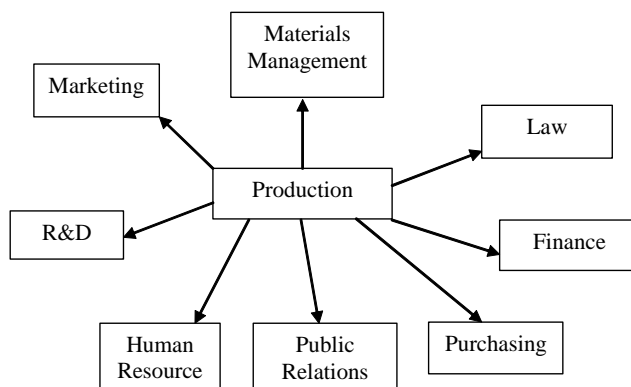 Materials
Management
Marketing
Law
Production
R&D
Finance
Human
Resource
Public
Relations
Purchasing